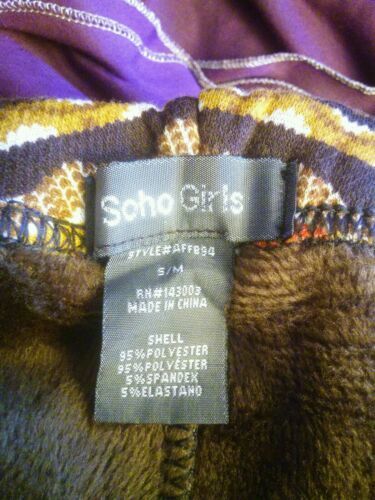 Soho Girls
STYLE#AFF894
S/M
RN#143003
MADE IN CHINA
SHELL
95%POLYESTER
95%POLYESTER
5%SPANDEX
5%ELASTANO